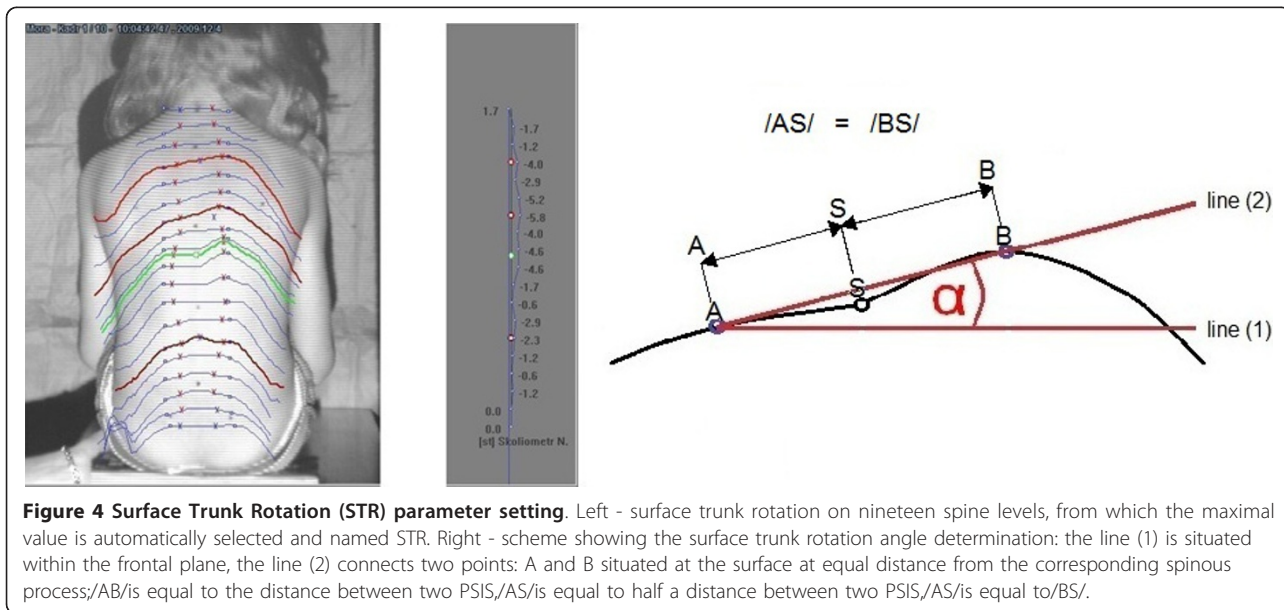 Mora - Kadr 1 / 10 - 10:04:42.47 - 2009/12/4
1.7
-1.7
-1.2
-4.0
-2.9
-5.2
-5.8
-4.0
-4.6
-4.6
-1.7
-0.6
-2.9
-2.3
-1.2
-0.6
-1.2
0.0
0.0
[st] Skoliometr N.
/AS/ = /BS/
A
S
B
A
S
B
α
line (2)
line (1)
Figure 4 Surface Trunk Rotation (STR) parameter setting. Left - surface trunk rotation on nineteen spine levels, from which the maximal
value is automatically selected and named STR. Right - scheme showing the surface trunk rotation angle determination: the line (1) is situated
within the frontal plane, the line (2) connects two points: A and B situated at the surface at equal distance from the corresponding spinous
process;/AB/is equal to the distance between two PSIS,/AS/is equal to half a distance between two PSIS,/AS/is equal to/BS/.